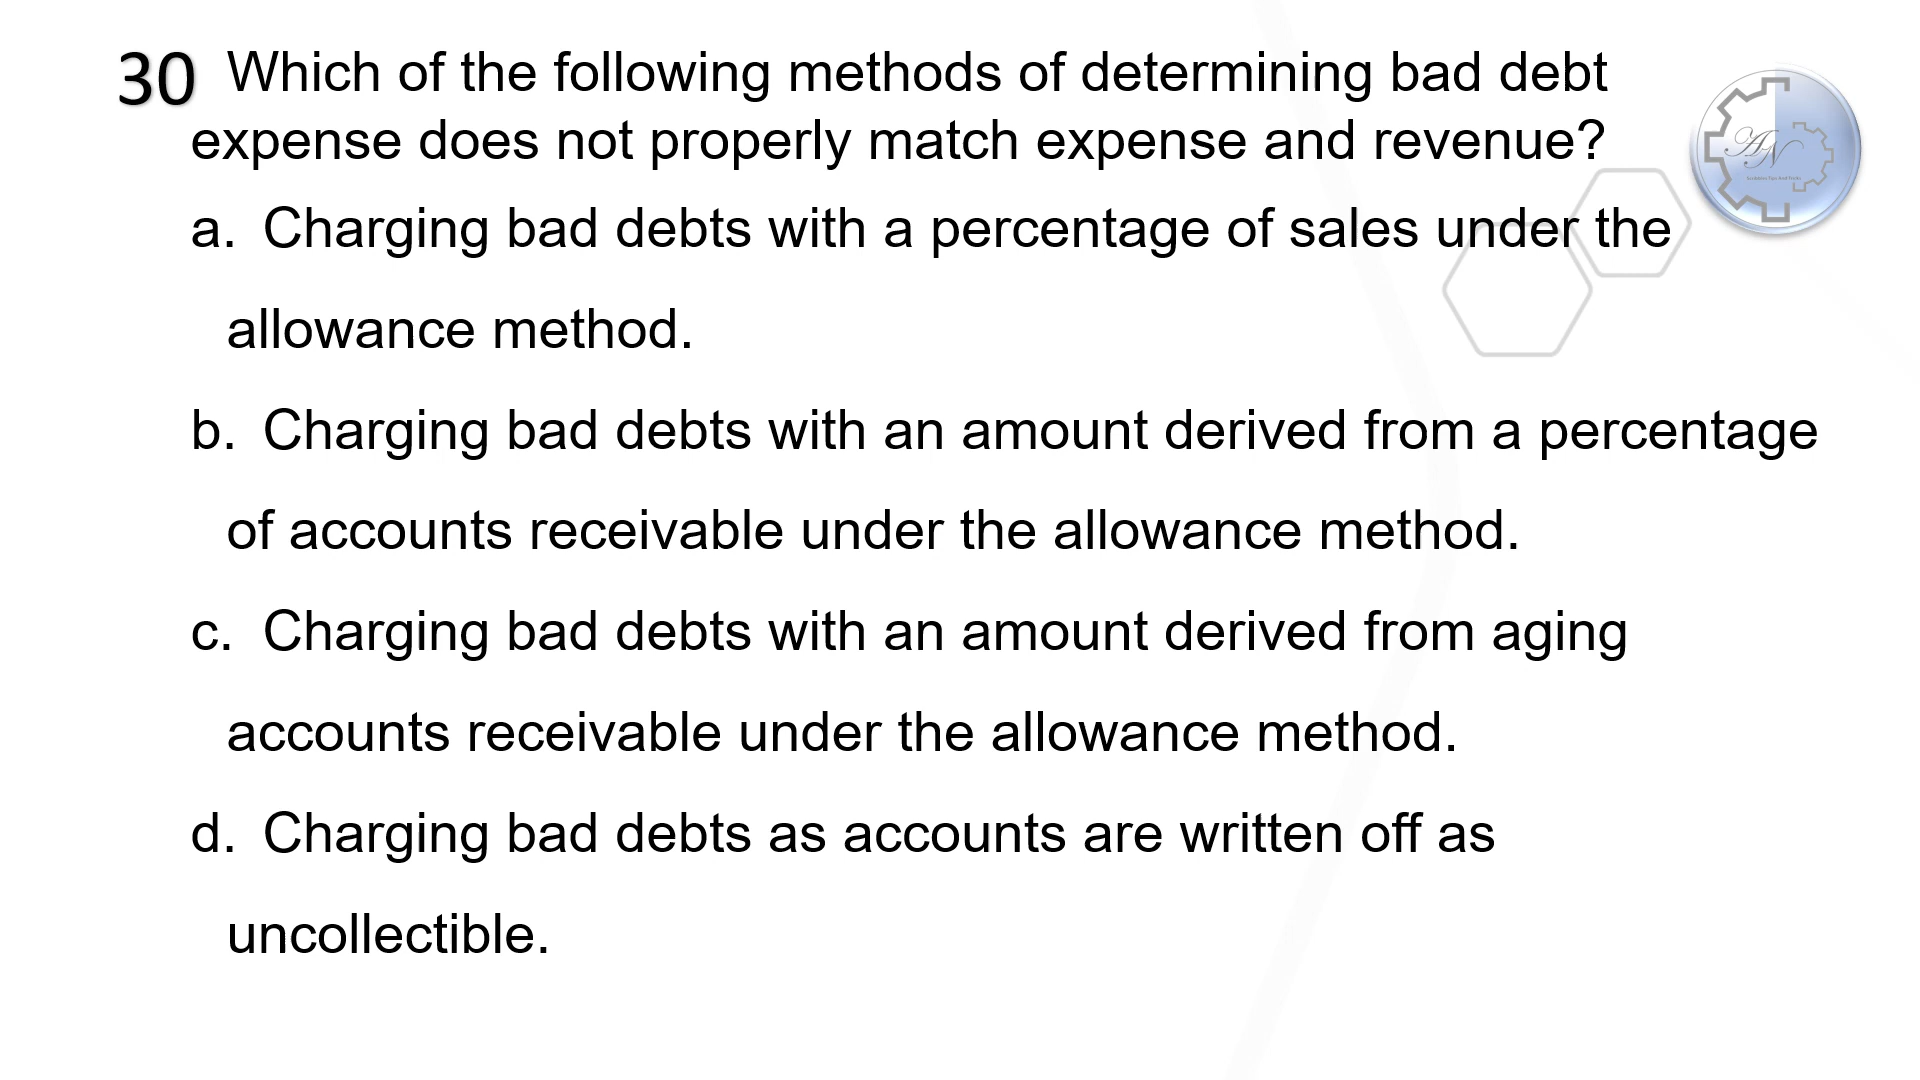 30 Which of the following methods of determining bad debt
expense does not properly match expense and revenue?
a. Charging bad debts with a percentage of sales under the
allowance method.
b. Charging bad debts with an amount derived from a percentage
of accounts receivable under the allowance method.
c. Charging bad debts with an amount derived from aging
accounts receivable under the allowance method.
d. Charging bad debts as accounts are written off as
uncollectible.
AN